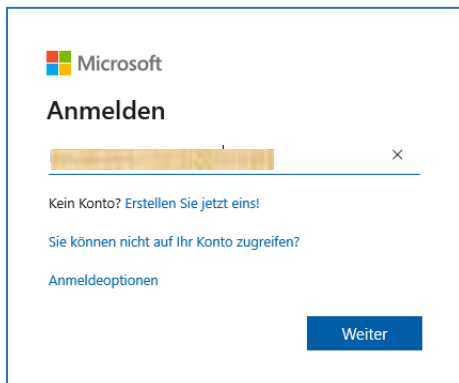 Microsoft
Anmelden
Kein Konto? Erstellen Sie jetzt eins!
Sie können nicht auf Ihr Konto zugreifen?
Anmeldeoptionen
Weiter